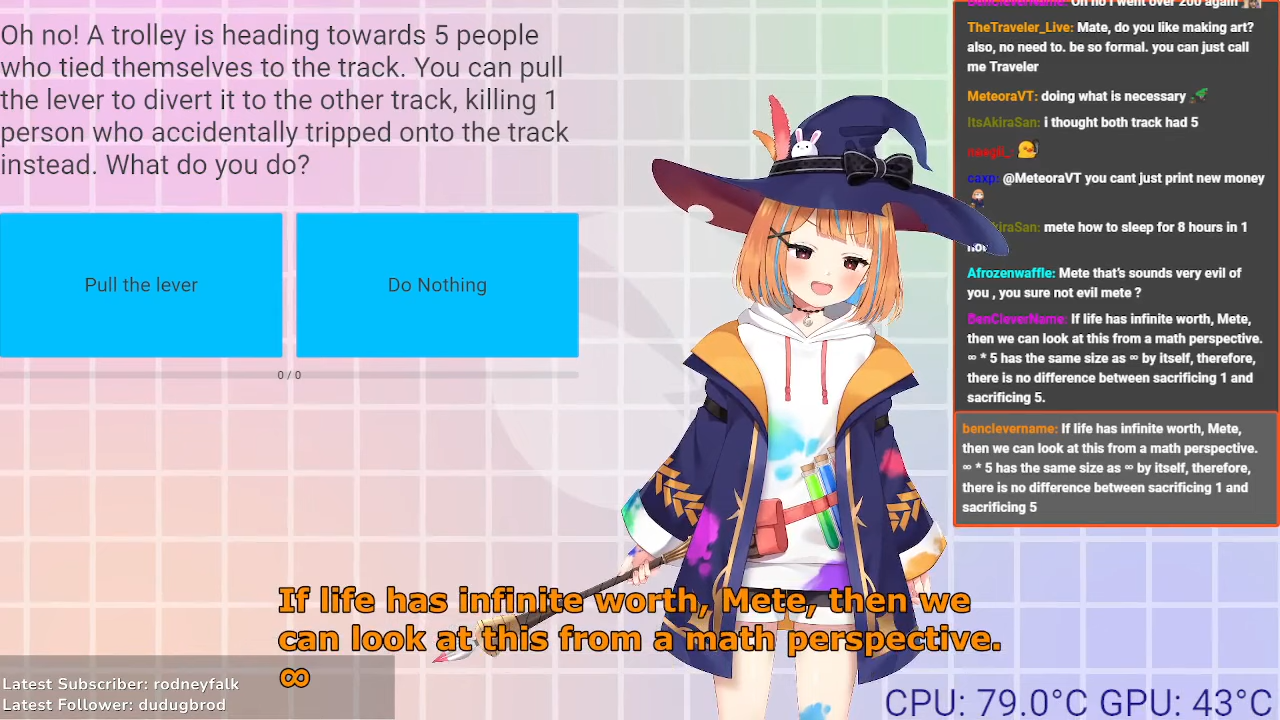 Oh no! A trolley is heading towards 5 people
who tied themselves to the track. You can pull
the lever to divert it to the other track, killing 1
person who accidentally tripped onto the track
instead. What do you do?
Pull the lever
Do Nothing
0 / 0
BenCleverName: Oh no I went over 200 again
TheTraveler_Live: Mate, do you like making art?
also, no need to. be so formal. you can just call
me Traveler
MeteoraVT: doing what is necessary
ItsAkiraSan: i thought both track had 5
caxp: @MeteoraVT you cant just print new money
mete how to sleep for 8 hours in 1
Afrozenwaffle: Mete that's sounds very evil of
you , you sure not evil mete ?
BenCleverName: If life has infinite worth, Mete,
then we can look at this from a math perspective.
∞ * 5 has the same size as ∞ by itself, therefore,
there is no difference between sacrificing 1 and
sacrificing 5.
benclevername: If life has infinite worth, Mete,
then we can look at this from a math perspective.
∞ * 5 has the same size as ∞ by itself, therefore,
there is no difference between sacrificing 1 and
sacrificing 5
If life has infinite worth, Mete, then we
can look at this from a math perspective.
∞
Latest Subscriber: rodneyfalk
Latest Follower: dudugbrod
CPU: 79.0°C GPU: 43°C